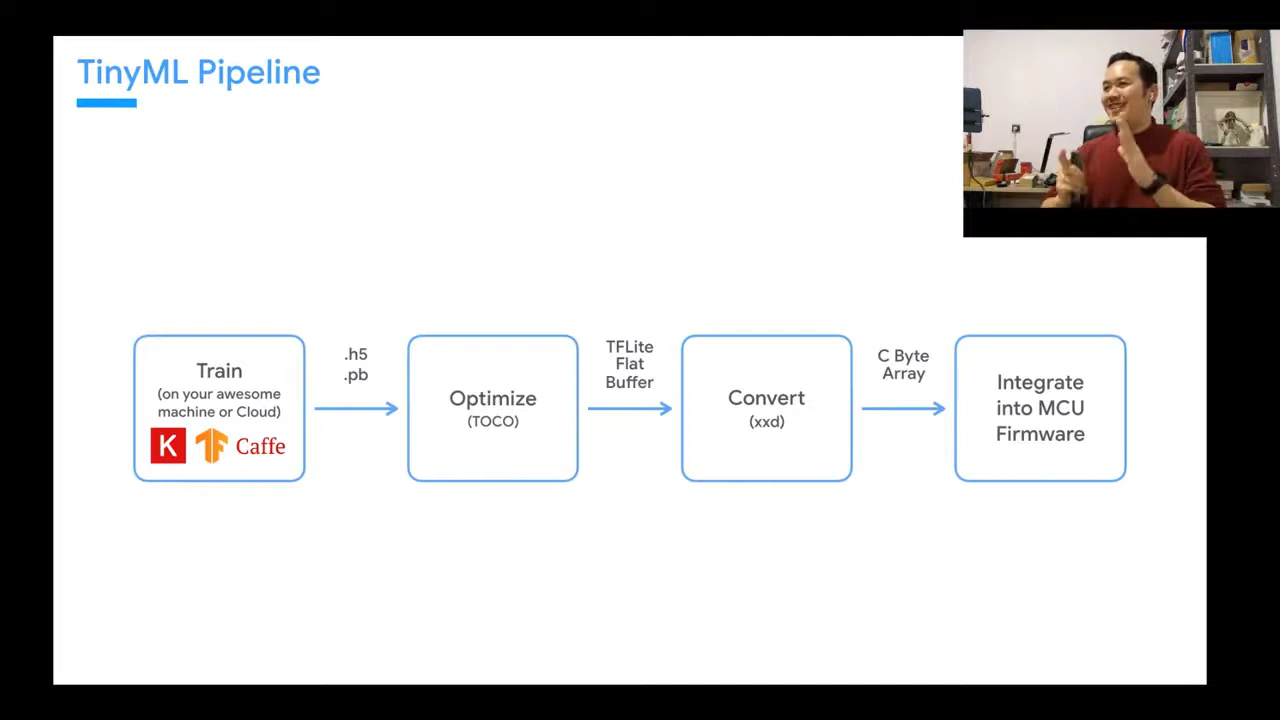 TinyML Pipeline
Train
(on your awesome
machine or Cloud)
K
Caffe
.h5
.pb
Optimize
(TOCO)
TFLite
Flat
Buffer
Convert
(xxd)
C Byte
Array
Integrate
into MCU
Firmware